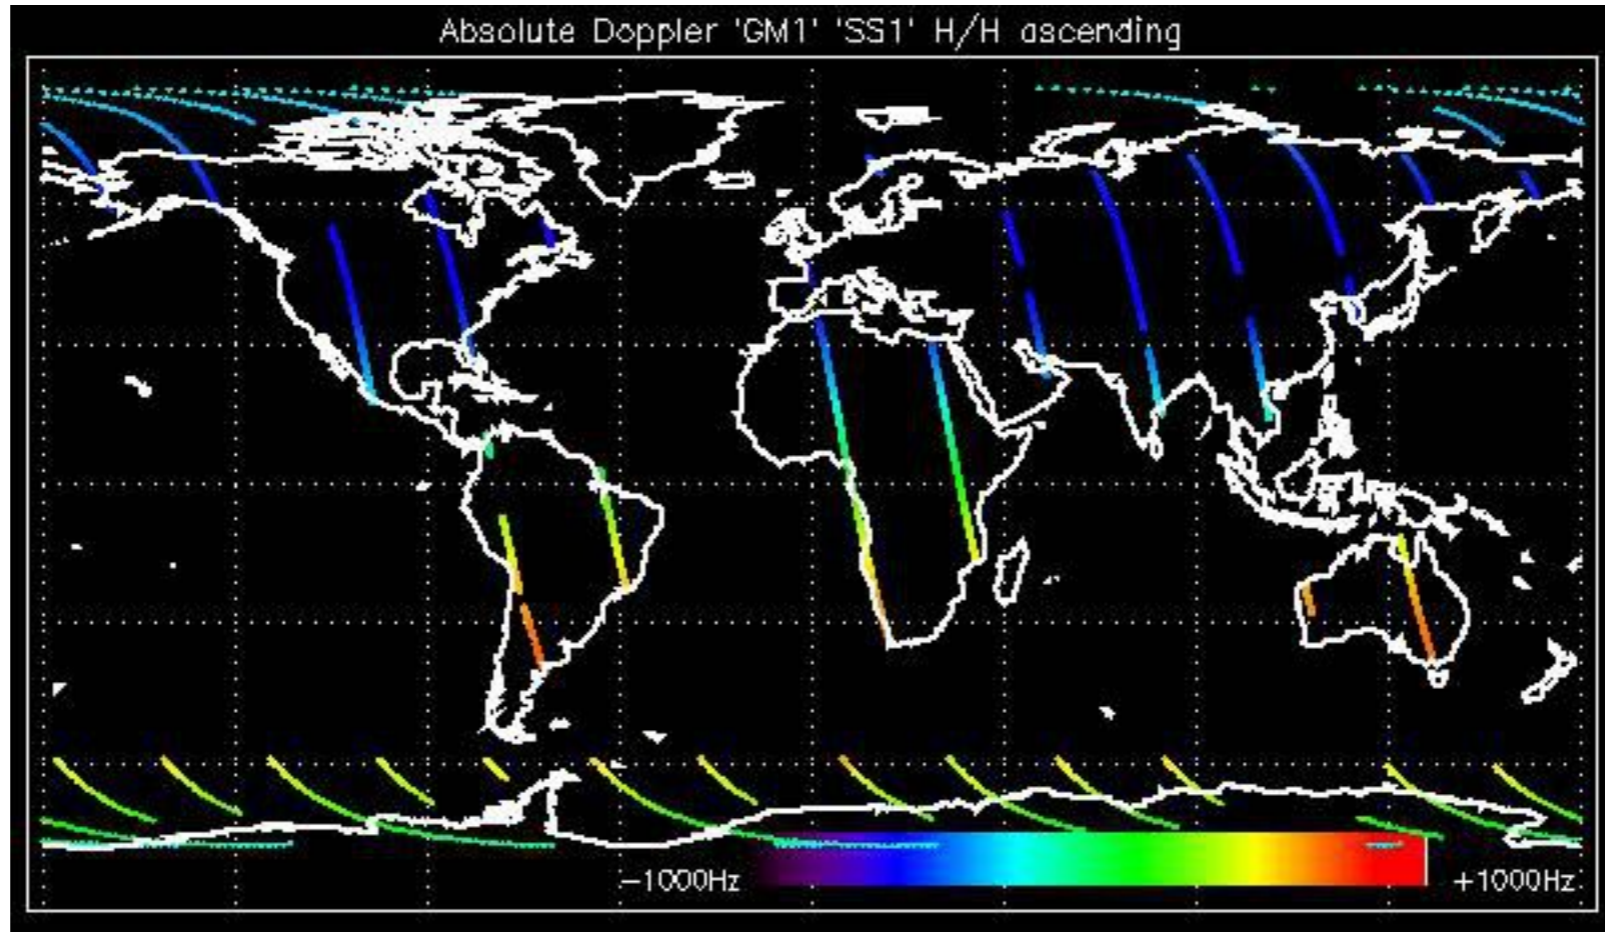 Absolute Doppler 'GM1' 'SS1' H/H ascending
−1000Hz +1000Hz